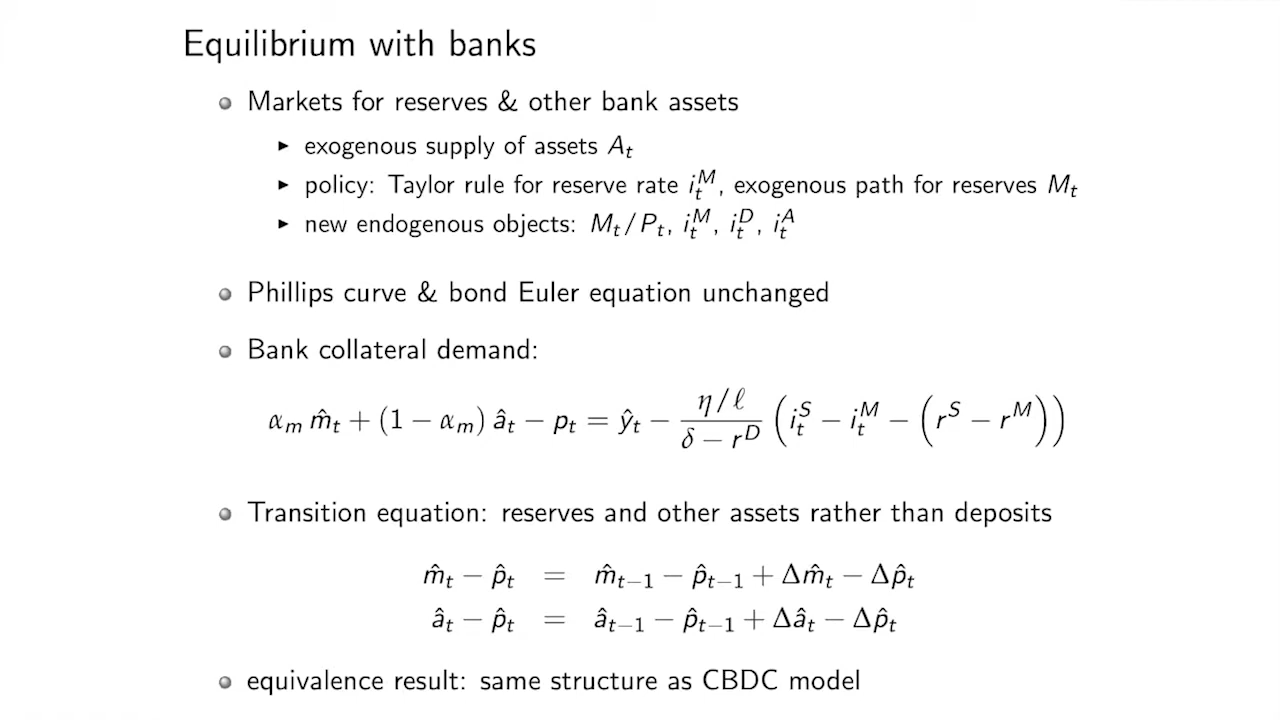 Equilibrium with banks
Markets for reserves & other bank assets
exogenous supply of assets A_t
policy: Taylor rule for reserve rate i_t^M, exogenous path for reserves M_t
new endogenous objects: M_t/P_t, i_t^M, i_t^D, i_t^A
Phillips curve & bond Euler equation unchanged
Bank collateral demand:
α_m m̂_t + (1 − α_m) â_t − p_t = ŷ_t − (η/ℓ)/(δ − r^D) (i_t^S − i_t^M − (r^S − r^M))
Transition equation: reserves and other assets rather than deposits
m̂_t − p̂_t = m̂_{t−1} − p̂_{t−1} + Δm̂_t − Δp̂_t
â_t − p̂_t = â_{t−1} − p̂_{t−1} + Δâ_t − Δp̂_t
equivalence result: same structure as CBDC model